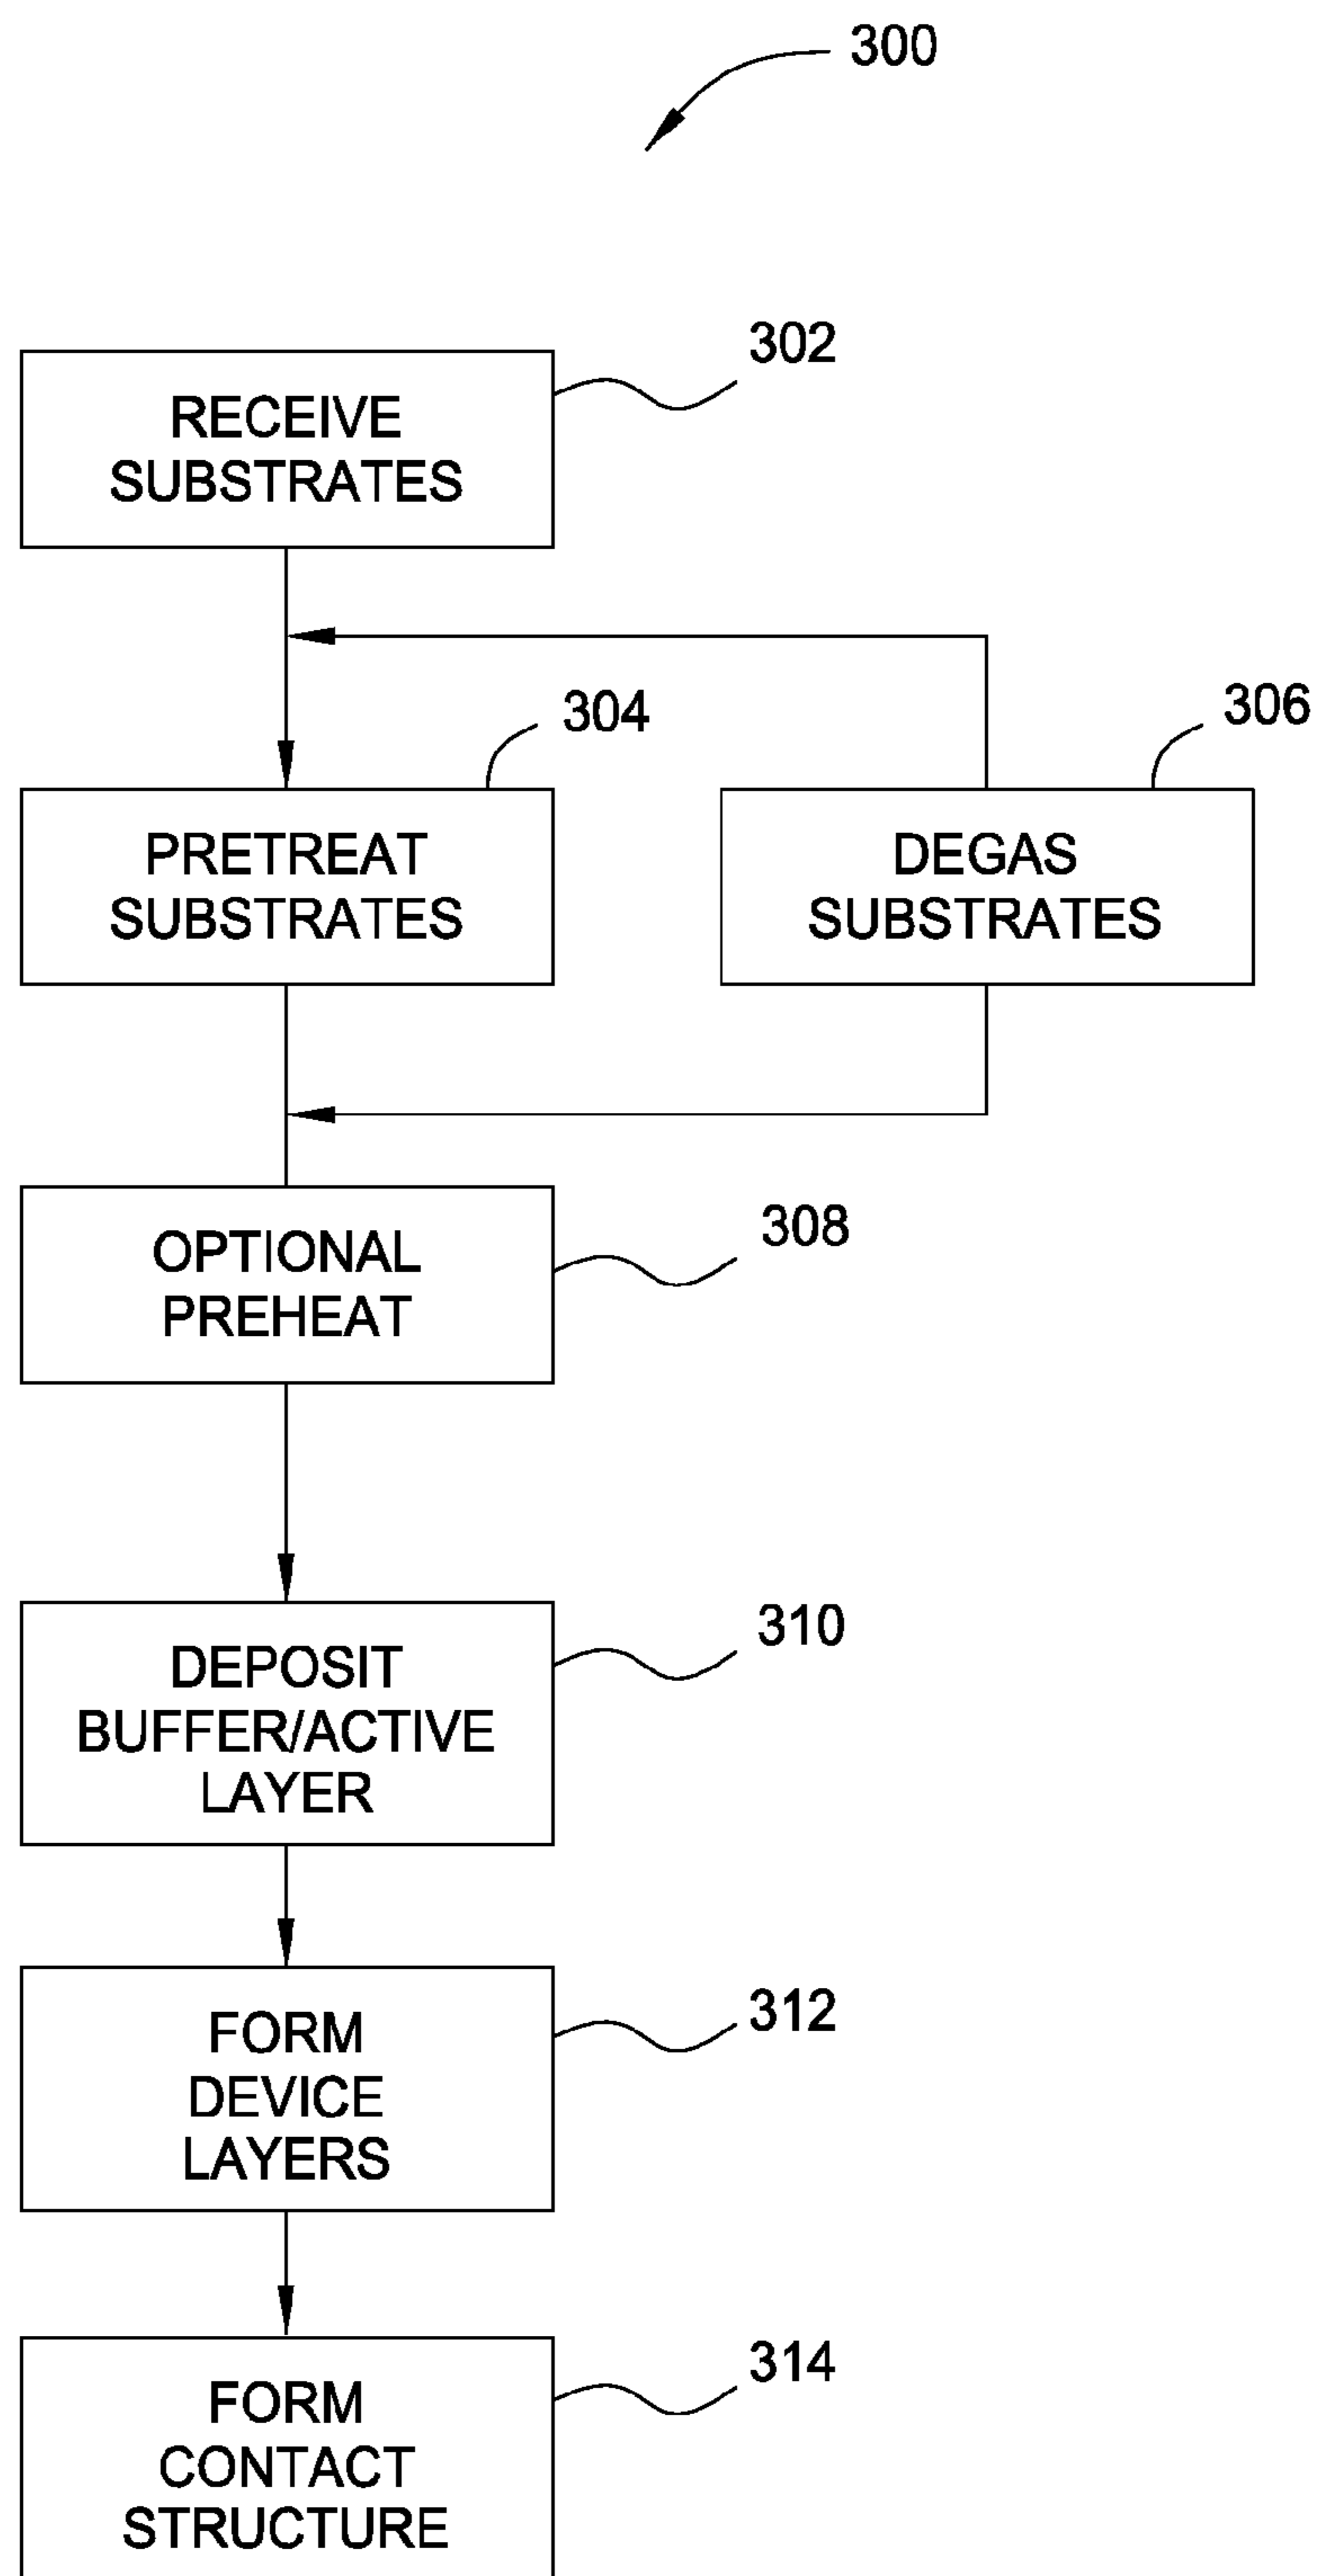 300
302
RECEIVE
SUBSTRATES
304
306
PRETREAT
SUBSTRATES
DEGAS
SUBSTRATES
308
OPTIONAL
PREHEAT
310
DEPOSIT
BUFFER/ACTIVE
LAYER
312
FORM
DEVICE
LAYERS
314
FORM
CONTACT
STRUCTURE